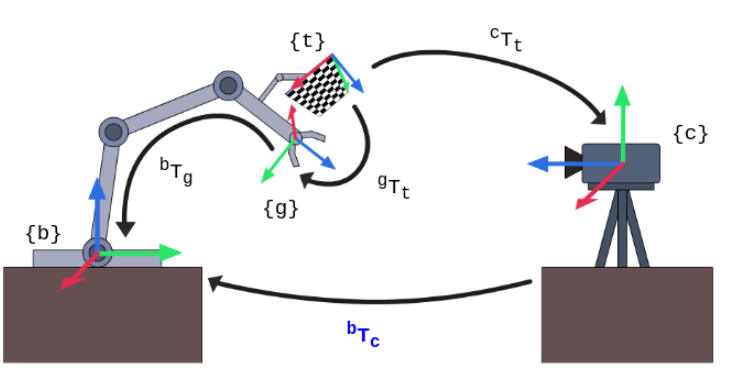 {t}
cTt
{c}
bTg
gTt
{g}
{b}
bTc